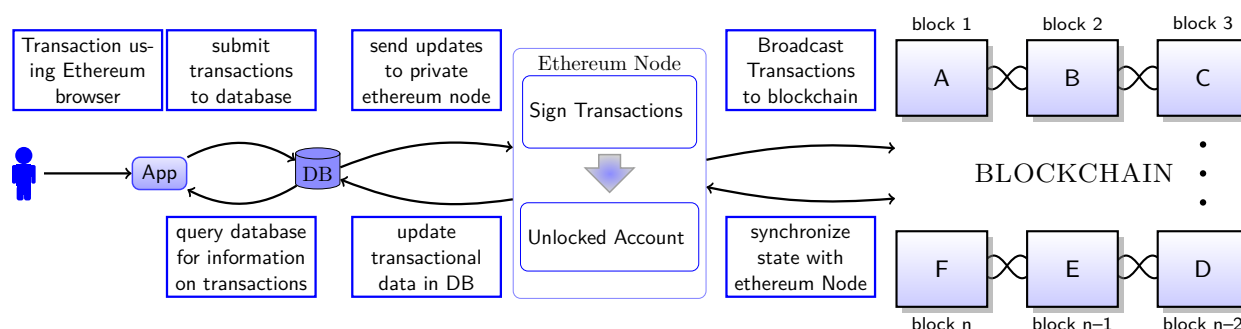 block 1
block 2
block 3
Transaction us-
ing Ethereum
browser
submit
transactions
to database
send updates
to private
ethereum node
Ethereum Node
Sign Transactions
Broadcast
Transactions
to blockchain
A
B
C
App
DB
BLOCKCHAIN
query database
for information
on transactions
update
transactional
data in DB
Unlocked Account
synchronize
state with
ethereum Node
F
E
D
block n
block n–1
block n–2